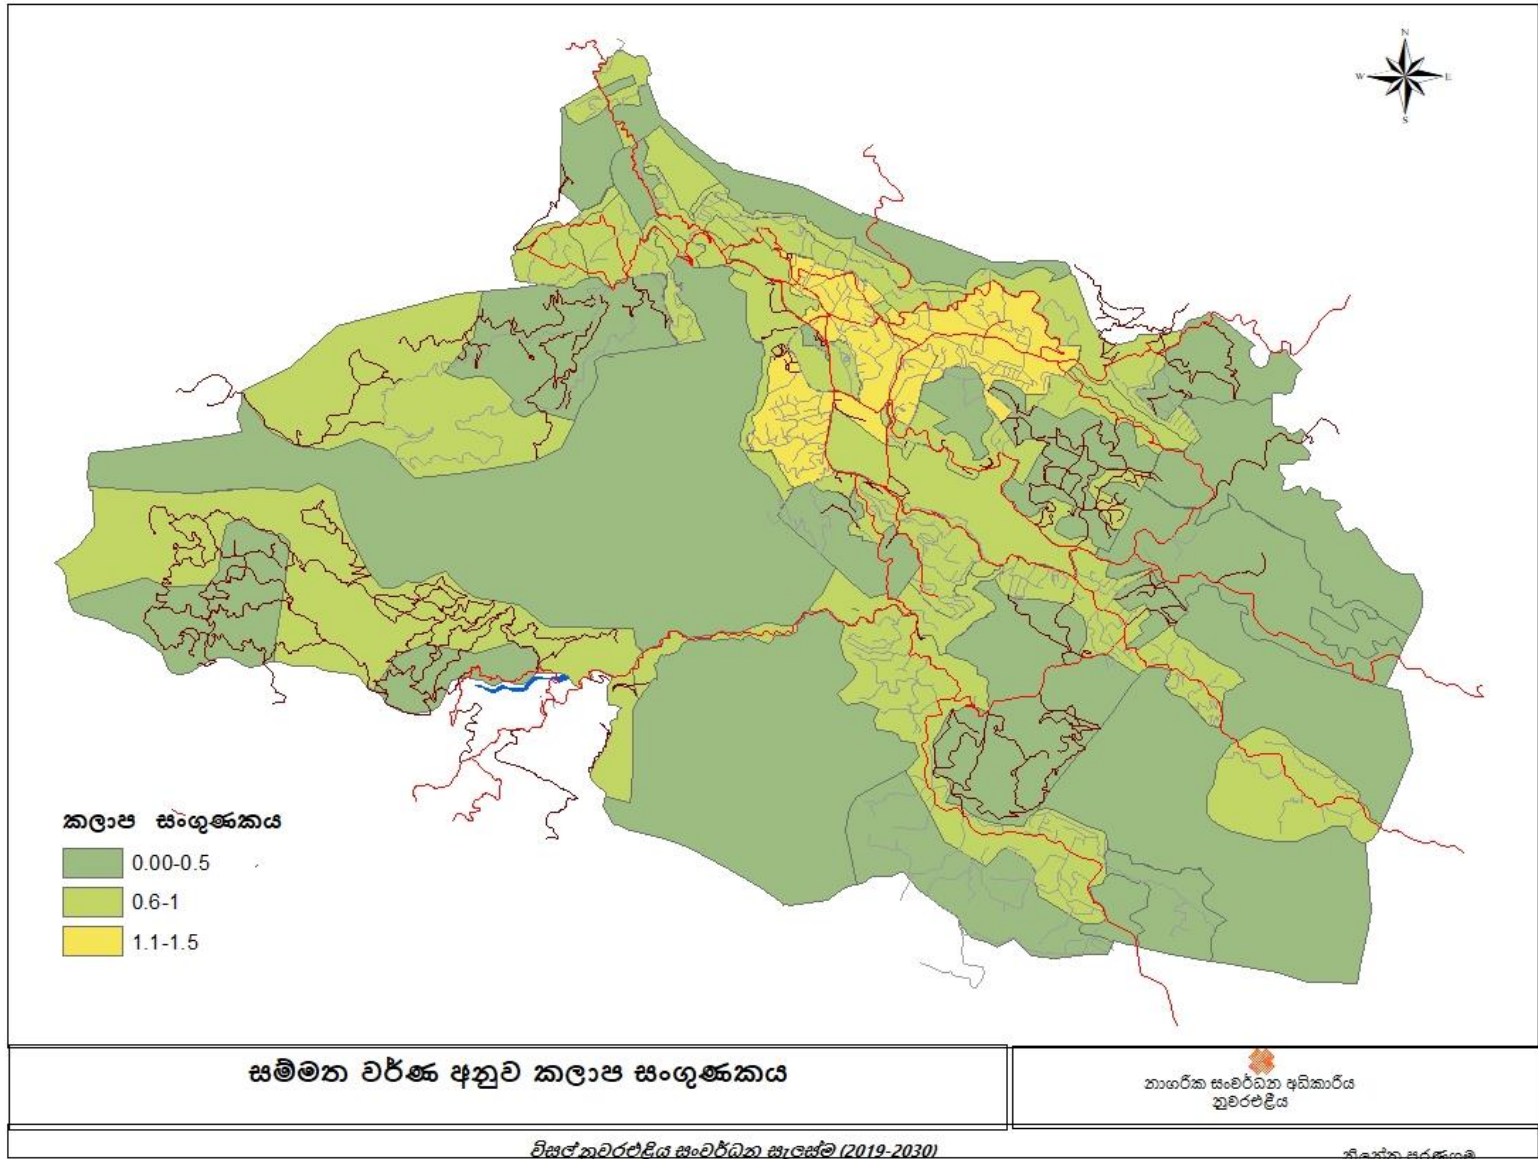 N
W
E
S
කලාප සංගුණකය
0.00-0.5
0.6-1
1.1-1.5
සම්මත වර්ණ අනුව කලාප සංගුණකය
නාගරික සංවර්ධන අධිකාරිය
නුවරඑළිය
විසල් නුවරඑළිය සංවර්ධන සැලස්ම (2019-2030)